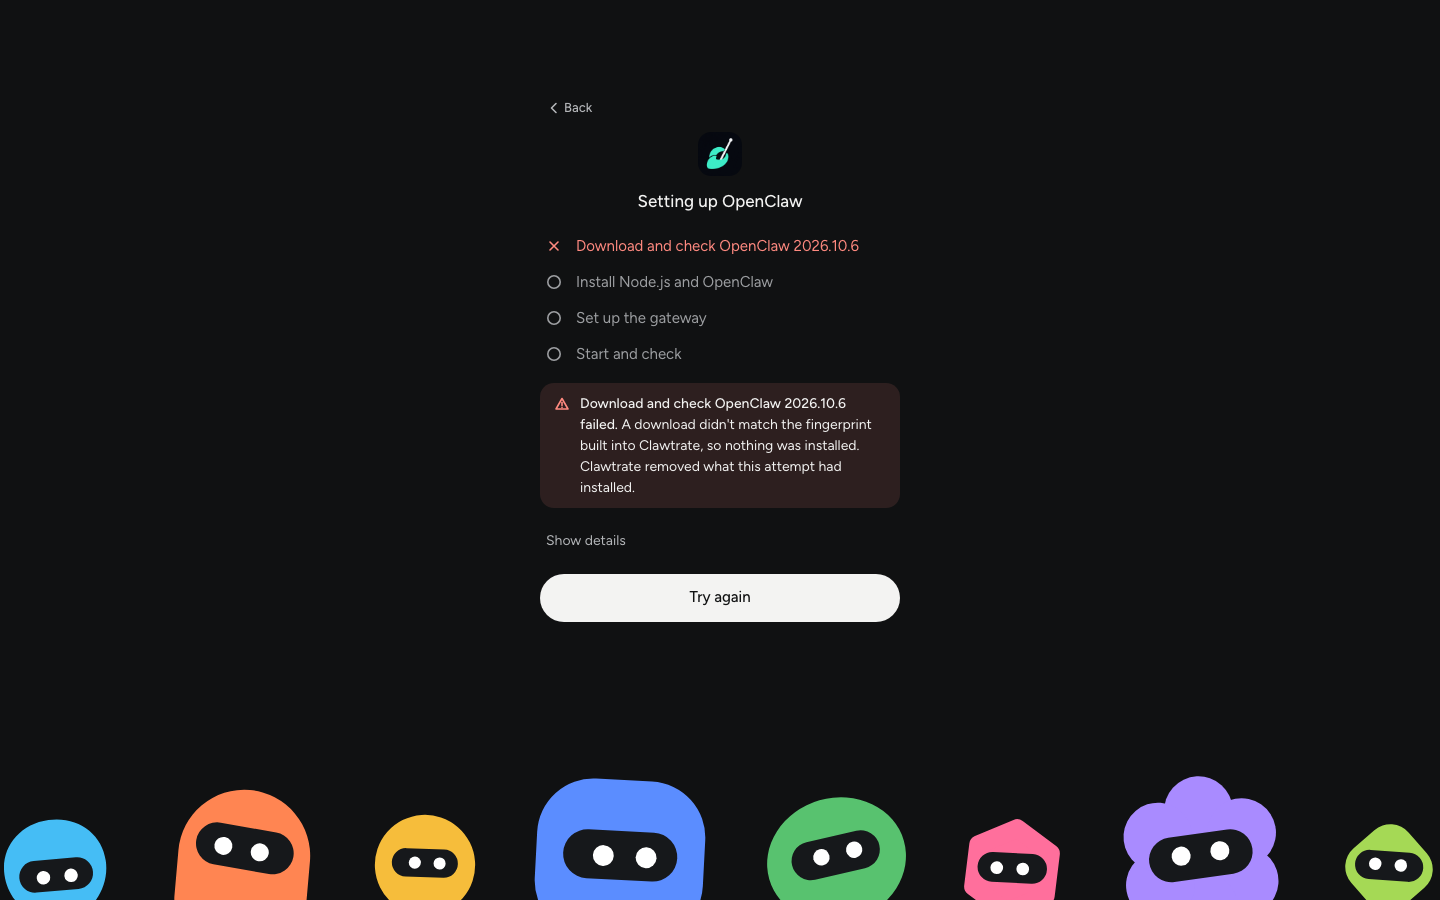 Back
Setting up OpenClaw
Download and check OpenClaw 2026.10.6
Install Node.js and OpenClaw
Set up the gateway
Start and check
Download and check OpenClaw 2026.10.6
failed. A download didn't match the fingerprint
built into Clawtrate, so nothing was installed.
Clawtrate removed what this attempt had
installed.
Show details
Try again